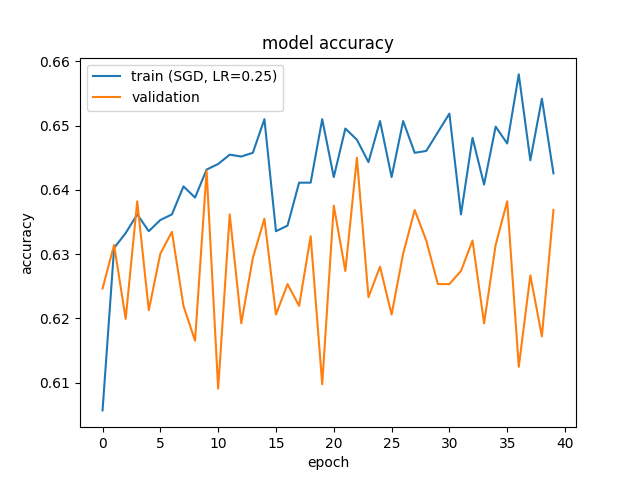 model accuracy
train (SGD, LR=0.25)
validation
accuracy
0.66
0.65
0.64
0.63
0.62
0.61
0 5 10 15 20 25 30 35 40
epoch